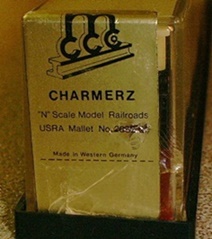 CHARMERZ
"N" Scale Model Railroads
USRA Mallet No.
Made in Western Germany